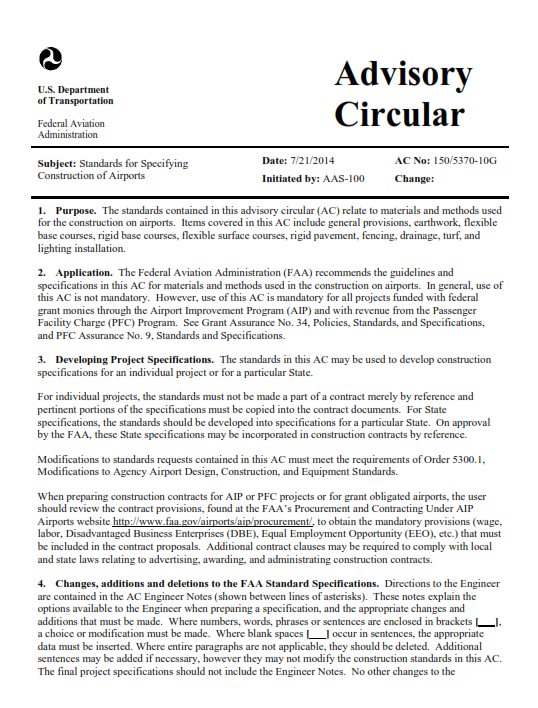 Advisory
Circular
U.S. Department
of Transportation
Federal Aviation
Administration
Subject: Standards for Specifying
Construction of Airports
Date: 7/21/2014
Initiated by: AAS-100
AC No: 150/5370-10G
Change:
1. Purpose. The standards contained in this advisory circular (AC) relate to materials and methods used
for the construction on airports. Items covered in this AC include general provisions, earthwork, flexible
base courses, rigid base courses, flexible surface courses, rigid pavement, fencing, drainage, turf, and
lighting installation.
2. Application. The Federal Aviation Administration (FAA) recommends the guidelines and
specifications in this AC for materials and methods used in the construction on airports. In general, use of
this AC is not mandatory. However, use of this AC is mandatory for all projects funded with federal
grant monies through the Airport Improvement Program (AIP) and with revenue from the Passenger
Facility Charge (PFC) Program. See Grant Assurance No. 34, Policies, Standards, and Specifications,
and PFC Assurance No. 9, Standards and Specifications.
3. Developing Project Specifications. The standards in this AC may be used to develop construction
specifications for an individual project or for a particular State.
For individual projects, the standards must not be made a part of a contract merely by reference and
pertinent portions of the specifications must be copied into the contract documents. For State
specifications, the standards should be developed into specifications for a particular State. On approval
by the FAA, these State specifications may be incorporated in construction contracts by reference.
Modifications to standards requests contained in this AC must meet the requirements of Order 5300.1,
Modifications to Agency Airport Design, Construction, and Equipment Standards.
When preparing construction contracts for AIP or PFC projects or for grant obligated airports, the user
should review the contract provisions, found at the FAA's Procurement and Contracting Under AIP
Airports website http://www.faa.gov/airports/aip/procurement/, to obtain the mandatory provisions (wage,
labor, Disadvantaged Business Enterprises (DBE), Equal Employment Opportunity (EEO), etc.) that must
be included in the contract proposals. Additional contract clauses may be required to comply with local
and state laws relating to advertising, awarding, and administrating construction contracts.
4. Changes, additions and deletions to the FAA Standard Specifications. Directions to the Engineer
are contained in the AC Engineer Notes (shown between lines of asterisks). These notes explain the
options available to the Engineer when preparing a specification, and the appropriate changes and
additions that must be made. Where numbers, words, phrases or sentences are enclosed in brackets [___],
a choice or modification must be made. Where blank spaces [___] occur in sentences, the appropriate
data must be inserted. Where entire paragraphs are not applicable, they should be deleted. Additional
sentences may be added if necessary, however they may not modify the construction standards in this AC.
The final project specifications should not include the Engineer Notes. No other changes to the